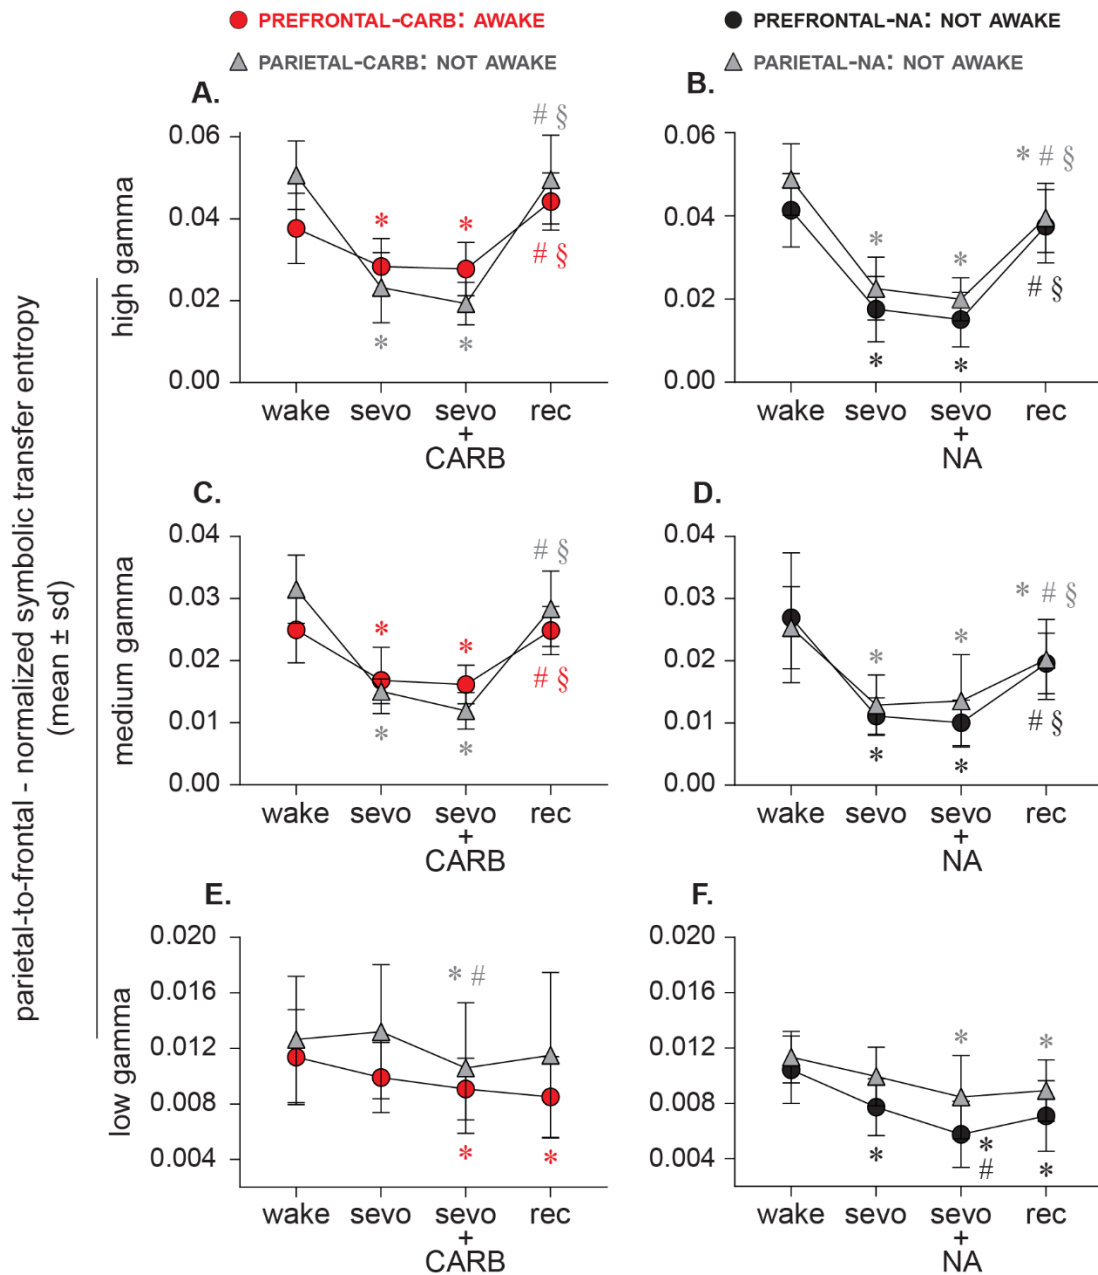 PREFRONTAL-CARB: AWAKE
PARIETAL-CARB: NOT AWAKE
PREFRONTAL-NA: NOT AWAKE
PARIETAL-NA: NOT AWAKE
parietal-to-frontal - normalized symbolic transfer entropy
(mean ± sd)
high gamma
A.
# §
0.06
0.04
0.02
0.00
* *
# §
* *
wake sevo sevo rec
+
CARB
B.
* # §
0.06
0.04
0.02
0.00
* *
# §
* *
wake sevo sevo rec
+
NA
medium gamma
C.
# §
0.04
0.03
0.02
0.01
0.00
* *
# §
* *
wake sevo sevo rec
+
CARB
D.
* # §
0.04
0.03
0.02
0.01
0.00
* *
# §
* *
wake sevo sevo rec
+
NA
low gamma
E.
0.020
0.016
0.012
0.008
0.004
* #
* *
wake sevo sevo rec
+
CARB
F.
0.020
0.016
0.012
0.008
0.004
* *
* * *
#
wake sevo sevo rec
+
NA